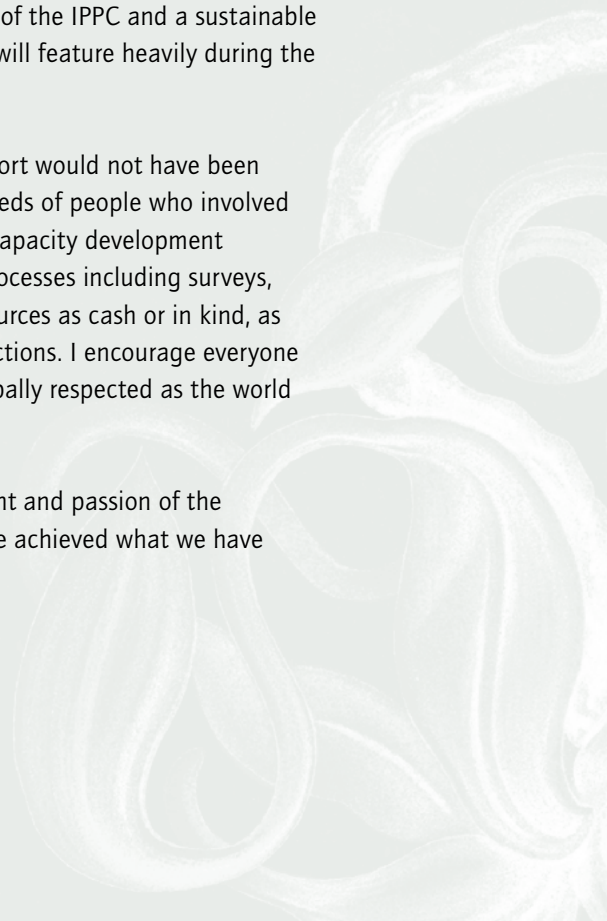 of the IPPC and a sustainable
will feature heavily during the
ort would not have been
eds of people who involved
apacity development
ocesses including surveys,
urces as cash or in kind, as
ctions. I encourage everyone
bally respected as the world
nt and passion of the
e achieved what we have